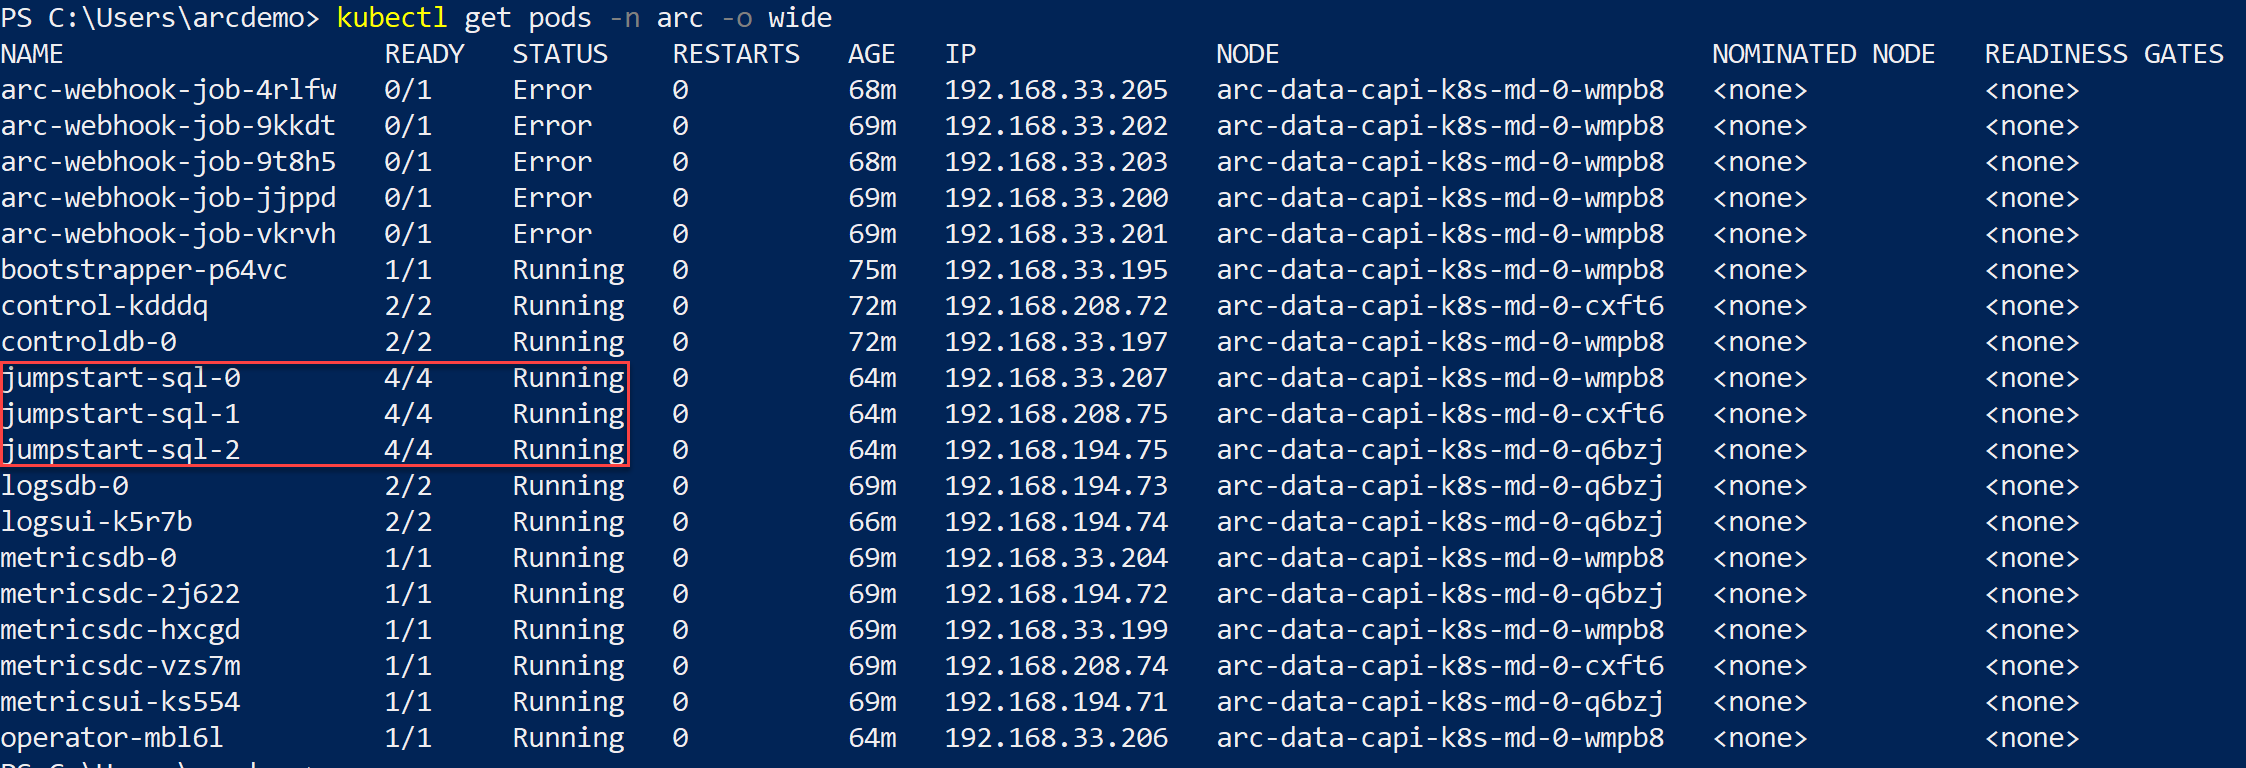 PS C:\Users\arcdemo> kubectl get pods -n arc -o wide
NAME READY STATUS RESTARTS AGE IP NODE NOMINATED NODE READINESS GATES
arc-webhook-job-4rlfw 0/1 Error 0 68m 192.168.33.205 arc-data-capi-k8s-md-0-wmpb8 <none> <none>
arc-webhook-job-9kkdt 0/1 Error 0 69m 192.168.33.202 arc-data-capi-k8s-md-0-wmpb8 <none> <none>
arc-webhook-job-9t8h5 0/1 Error 0 68m 192.168.33.203 arc-data-capi-k8s-md-0-wmpb8 <none> <none>
arc-webhook-job-jjppd 0/1 Error 0 69m 192.168.33.200 arc-data-capi-k8s-md-0-wmpb8 <none> <none>
arc-webhook-job-vkrvh 0/1 Error 0 69m 192.168.33.201 arc-data-capi-k8s-md-0-wmpb8 <none> <none>
bootstrapper-p64vc 1/1 Running 0 75m 192.168.33.195 arc-data-capi-k8s-md-0-wmpb8 <none> <none>
control-kdddq 2/2 Running 0 72m 192.168.208.72 arc-data-capi-k8s-md-0-cxft6 <none> <none>
controldb-0 2/2 Running 0 72m 192.168.33.197 arc-data-capi-k8s-md-0-wmpb8 <none> <none>
jumpstart-sql-0 4/4 Running 0 64m 192.168.33.207 arc-data-capi-k8s-md-0-wmpb8 <none> <none>
jumpstart-sql-1 4/4 Running 0 64m 192.168.208.75 arc-data-capi-k8s-md-0-cxft6 <none> <none>
jumpstart-sql-2 4/4 Running 0 64m 192.168.194.75 arc-data-capi-k8s-md-0-q6bzj <none> <none>
logsdb-0 2/2 Running 0 69m 192.168.194.73 arc-data-capi-k8s-md-0-q6bzj <none> <none>
logsui-k5r7b 2/2 Running 0 66m 192.168.194.74 arc-data-capi-k8s-md-0-q6bzj <none> <none>
metricsdb-0 1/1 Running 0 69m 192.168.33.204 arc-data-capi-k8s-md-0-wmpb8 <none> <none>
metricsdc-2j622 1/1 Running 0 69m 192.168.194.72 arc-data-capi-k8s-md-0-q6bzj <none> <none>
metricsdc-hxcgd 1/1 Running 0 69m 192.168.33.199 arc-data-capi-k8s-md-0-wmpb8 <none> <none>
metricsdc-vzs7m 1/1 Running 0 69m 192.168.208.74 arc-data-capi-k8s-md-0-cxft6 <none> <none>
metricsui-ks554 1/1 Running 0 69m 192.168.194.71 arc-data-capi-k8s-md-0-q6bzj <none> <none>
operator-mbl6l 1/1 Running 0 64m 192.168.33.206 arc-data-capi-k8s-md-0-wmpb8 <none> <none>